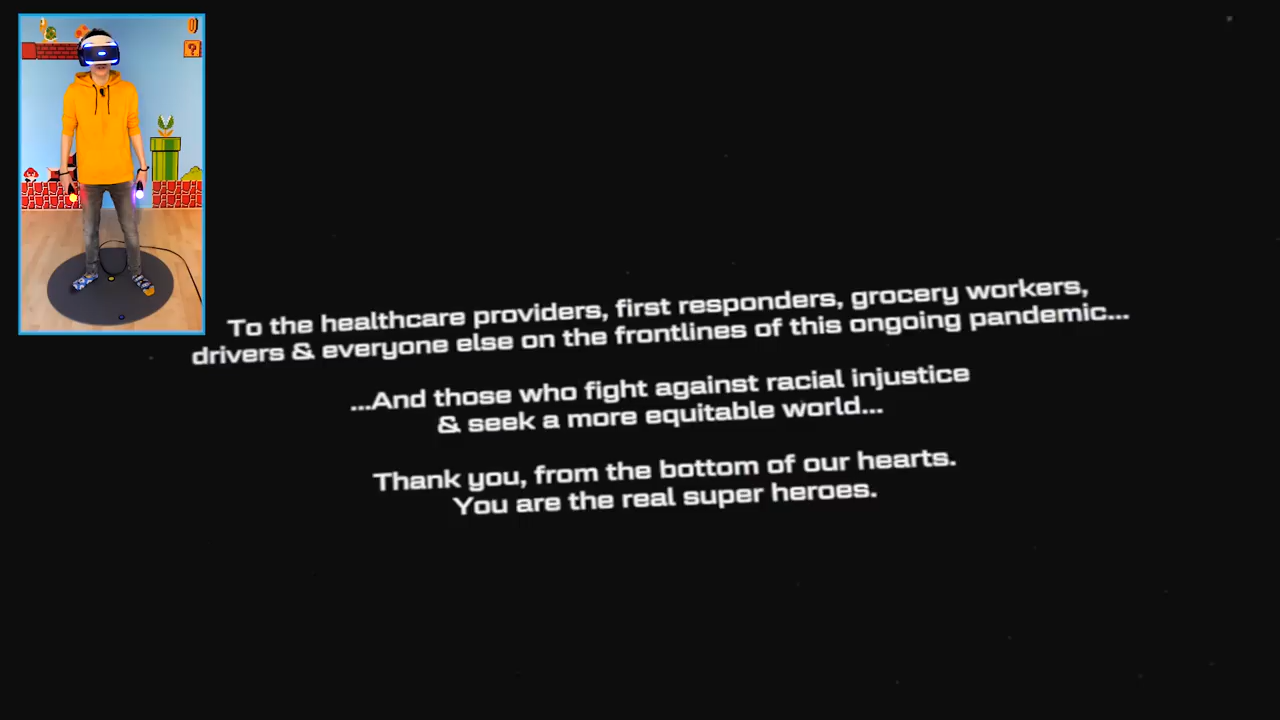 To the healthcare providers, first responders, grocery workers,
drivers & everyone else on the frontlines of this ongoing pandemic...
...And those who fight against racial injustice
& seek a more equitable world...
Thank you, from the bottom of our hearts.
You are the real super heroes.